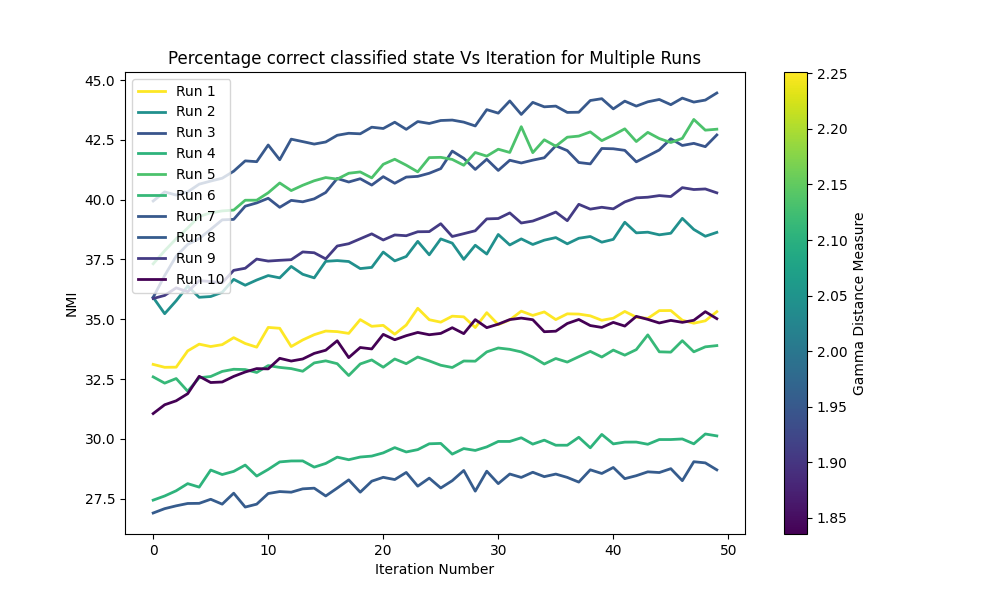 Percentage correct classified state Vs Iteration for Multiple Runs
NMI
45.0
42.5
40.0
37.5
35.0
32.5
30.0
27.5
Run 1
Run 2
Run 3
Run 4
Run 5
Run 6
Run 7
Run 8
Run 9
Run 10
0 10 20 30 40 50
Iteration Number
2.25
2.20
2.15
2.10
2.05
2.00
1.95
1.90
1.85
Gamma Distance Measure